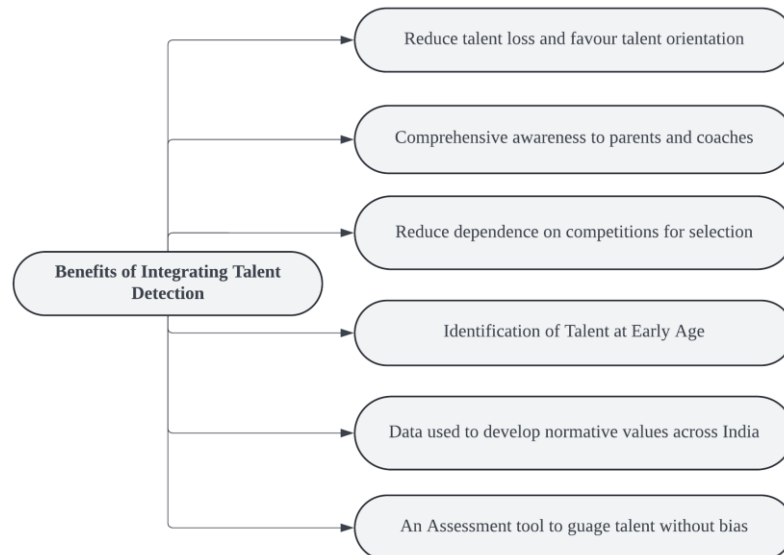 Reduce talent loss and favour talent orientation
Comprehensive awareness to parents and coaches
Reduce dependence on competitions for selection
Benefits of Integrating Talent
Detection
Identification of Talent at Early Age
Data used to develop normative values across India
An Assessment tool to guage talent without bias